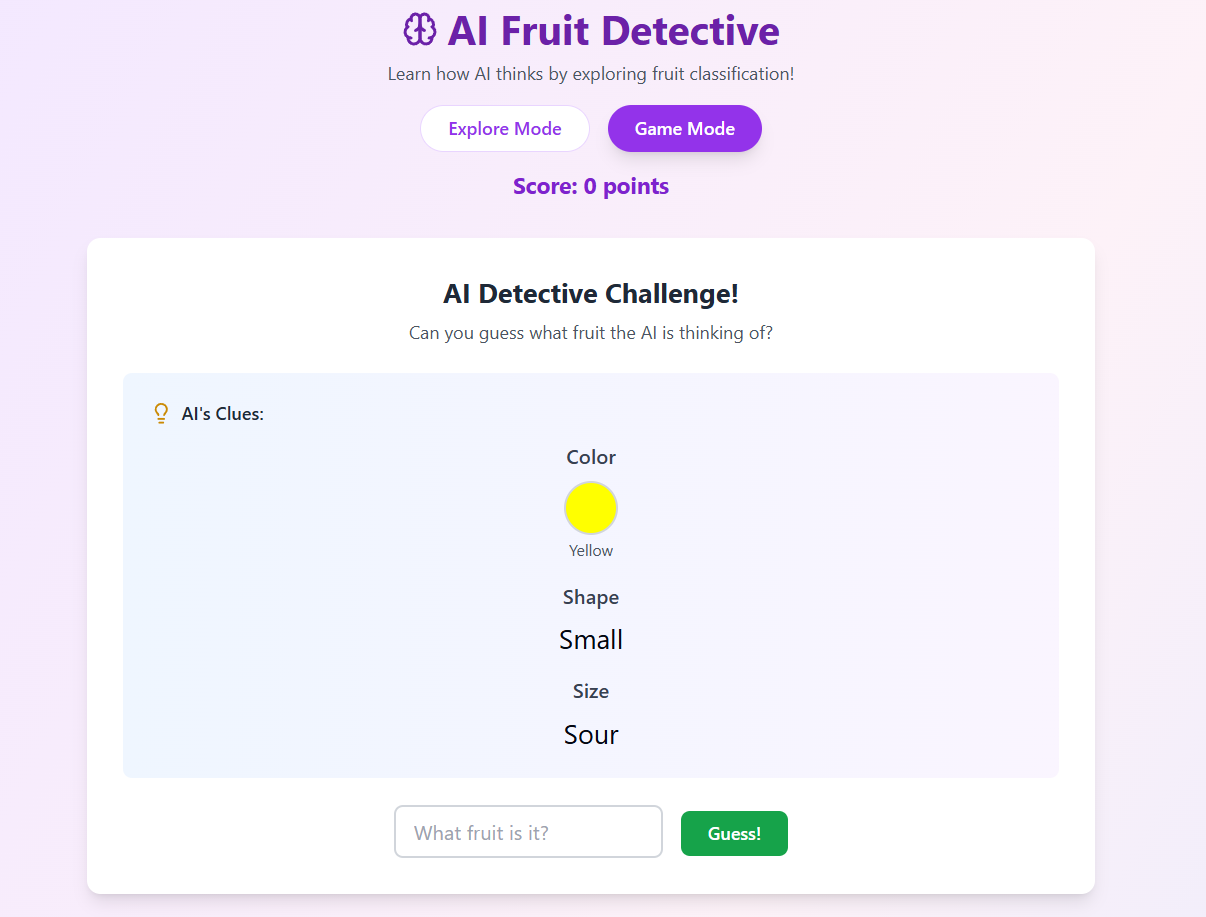 AI Fruit Detective
Learn how AI thinks by exploring fruit classification!
Explore Mode
Game Mode
Score: 0 points
AI Detective Challenge!
Can you guess what fruit the AI is thinking of?
AI's Clues:
Color
Yellow
Shape
Small
Size
Sour
What fruit is it?
Guess!